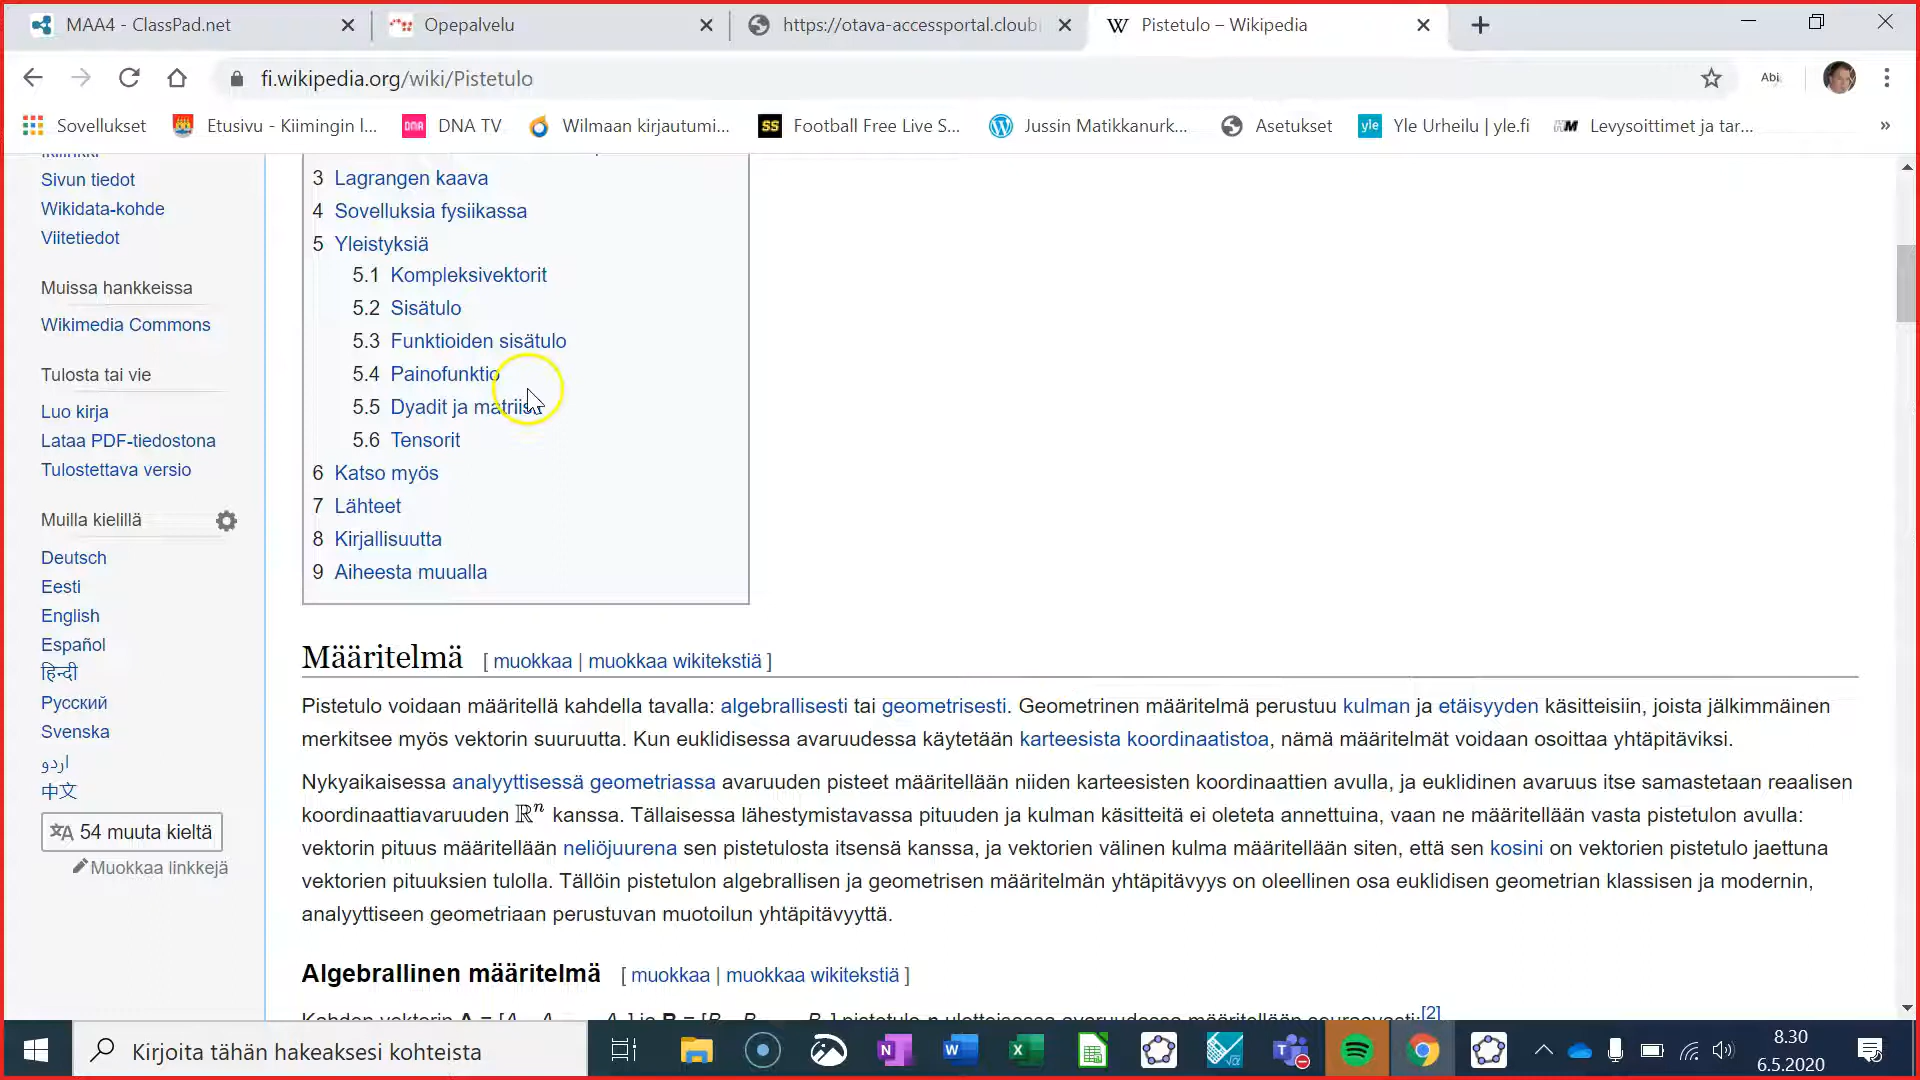 MAA4 - ClassPad.net
Opepalvelu
https://otava-accessportal.cloubi
Pistetulo – Wikipedia
fi.wikipedia.org/wiki/Pistetulo
Abi
Sovellukset
Etusivu - Kiimingin l...
DNA TV
Wilmaan kirjautumi...
Football Free Live S...
Jussin Matikkanurk...
Asetukset
Yle Urheilu | yle.fi
Levysoittimet ja tar...
»
Sivun tiedot
Wikidata-kohde
Viitetiedot
Muissa hankkeissa
Wikimedia Commons
Tulosta tai vie
Luo kirja
Lataa PDF-tiedostona
Tulostettava versio
Muilla kielillä
Deutsch
Eesti
English
Español
हिन्दी
Русский
Svenska
اردو
中文
54 muuta kieltä
Muokkaa linkkejä
3 Lagrangen kaava
4 Sovelluksia fysiikassa
5 Yleistyksiä
5.1 Kompleksivektorit
5.2 Sisätulo
5.3 Funktioiden sisätulo
5.4 Painofunktio
5.5 Dyadit ja matriisit
5.6 Tensorit
6 Katso myös
7 Lähteet
8 Kirjallisuutta
9 Aiheesta muualla
Määritelmä [ muokkaa | muokkaa wikitekstiä ]
Pistetulo voidaan määritellä kahdella tavalla: algebrallisesti tai geometrisesti. Geometrinen määritelmä perustuu kulman ja etäisyyden käsitteisiin, joista jälkimmäinen
merkitsee myös vektorin suuruutta. Kun euklidisessa avaruudessa käytetään karteesista koordinaatistoa, nämä määritelmät voidaan osoittaa yhtäpitäviksi.
Nykyaikaisessa analyyttisessä geometriassa avaruuden pisteet määritellään niiden karteesisten koordinaattien avulla, ja euklidinen avaruus itse samastetaan reaalisen
koordinaattiavaruuden ℝⁿ kanssa. Tällaisessa lähestymistavassa pituuden ja kulman käsitteitä ei oleteta annettuina, vaan ne määritellään vasta pistetulon avulla:
vektorin pituus määritellään neliöjuurena sen pistetulosta itsensä kanssa, ja vektorien välinen kulma määritellään siten, että sen kosini on vektorien pistetulo jaettuna
vektorien pituuksien tulolla. Tällöin pistetulon algebrallisen ja geometrisen määritelmän yhtäpitävyys on oleellinen osa euklidisen geometrian klassisen ja modernin,
analyyttiseen geometriaan perustuvan muotoilun yhtäpitävyyttä.
Algebrallinen määritelmä [ muokkaa | muokkaa wikitekstiä ]
[2]
Kirjoita tähän hakeaksesi kohteista
8.30
6.5.2020